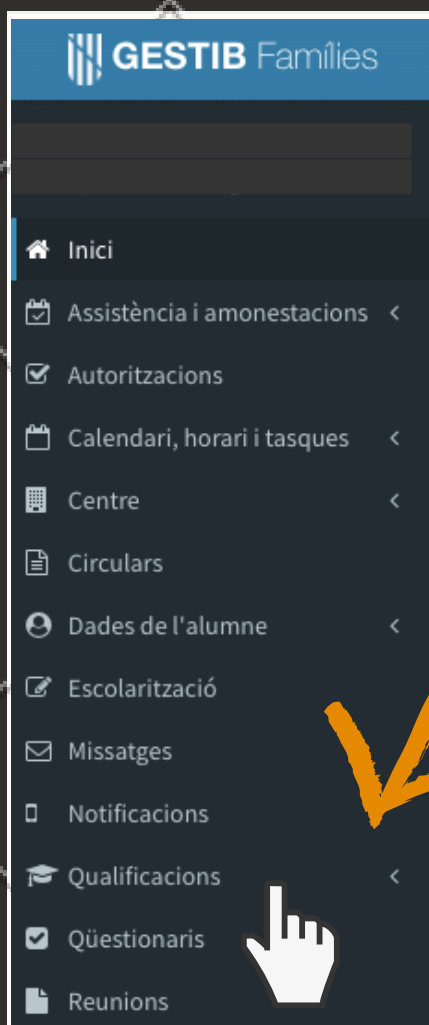 GESTIB Famílies
Inici
Assistència i amonestacions
Autoritzacions
Calendari, horari i tasques
Centre
Circulars
Dades de l'alumne
Escolarització
Missatges
Notificacions
Qualificacions
Qüestionaris
Reunions